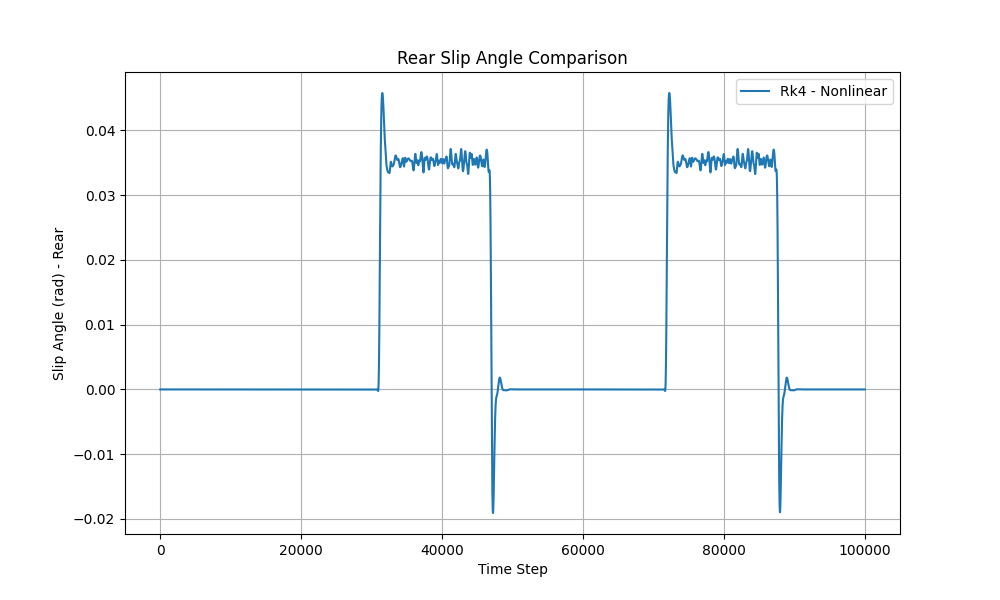 Rear Slip Angle Comparison
Rk4 - Nonlinear
Slip Angle (rad) - Rear
0.04
0.03
0.02
0.01
0.00
−0.01
−0.02
0 20000 40000 60000 80000 100000
Time Step